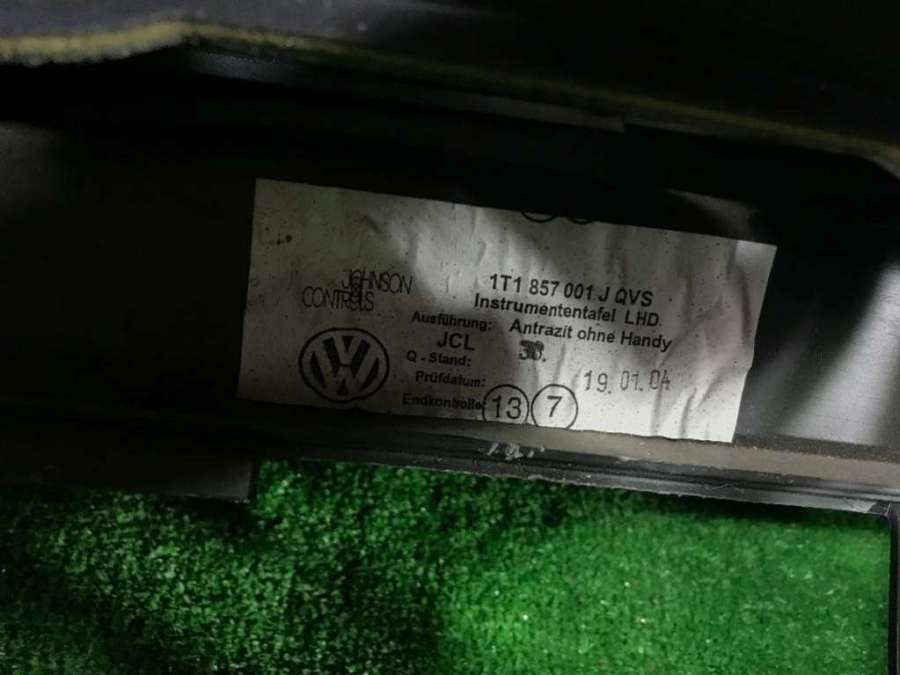 JOHNSON
CONTROLS
1T1 857 001 J QVS
Instrumententafel LHD
Ausführung: Antrazit ohne Handy
JCL
Q - Stand: 38.
Prüfdatum: 19.01.04
Endkontrolle 13 7